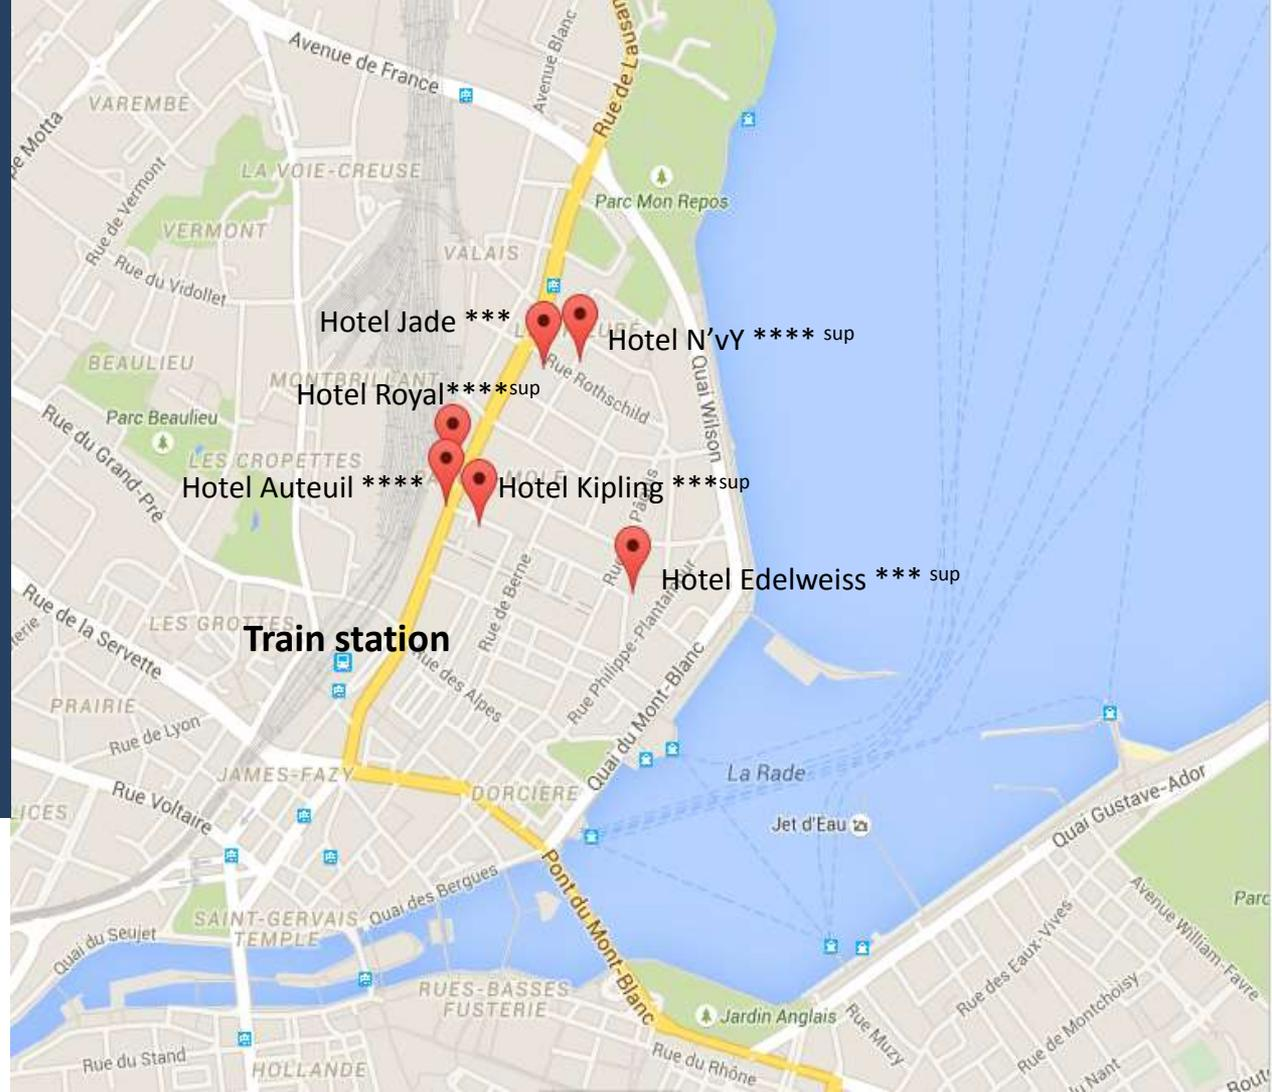 Rue de Lausanne
Avenue de France
Avenue Blanc
VAREMBÉ
LA VOIE-CREUSE
Rue de Vermont
Parc Mon Repos
VERMONT
VALAIS
Rue du Vidollet
Hotel Jade ***
Hotel N'vY **** sup
BEAULIEU
MONTBRILLANT
Rue Rothschild
Quai Wilson
Hotel Royal****sup
Parc Beaulieu
Rue du Grand-Pré
LES CROPETTES
Hotel Auteuil ****
Hotel Kipling ***sup
Hotel Edelweiss *** sup
Rue de Berne
Rue de la Servette
LES GROTTES
Train station
Rue des Alpes
Rue Philippe-Plantamour
Quai du Mont-Blanc
PRAIRIE
Rue de Lyon
JAMES-FAZY
DORCIÈRE
La Rade
Rue Voltaire
Jet d'Eau
Quai Gustave-Ador
Pont du Mont-Blanc
Quai des Bergues
SAINT-GERVAIS
TEMPLE
Quai du Seujet
Parc
Avenue William-Favre
Rue des Eaux-Vives
RUES-BASSES
FUSTERIE
Jardin Anglais
Rue Muzy
Rue de Montchoisy
Rue du Stand
HOLLANDE
Rue du Rhône